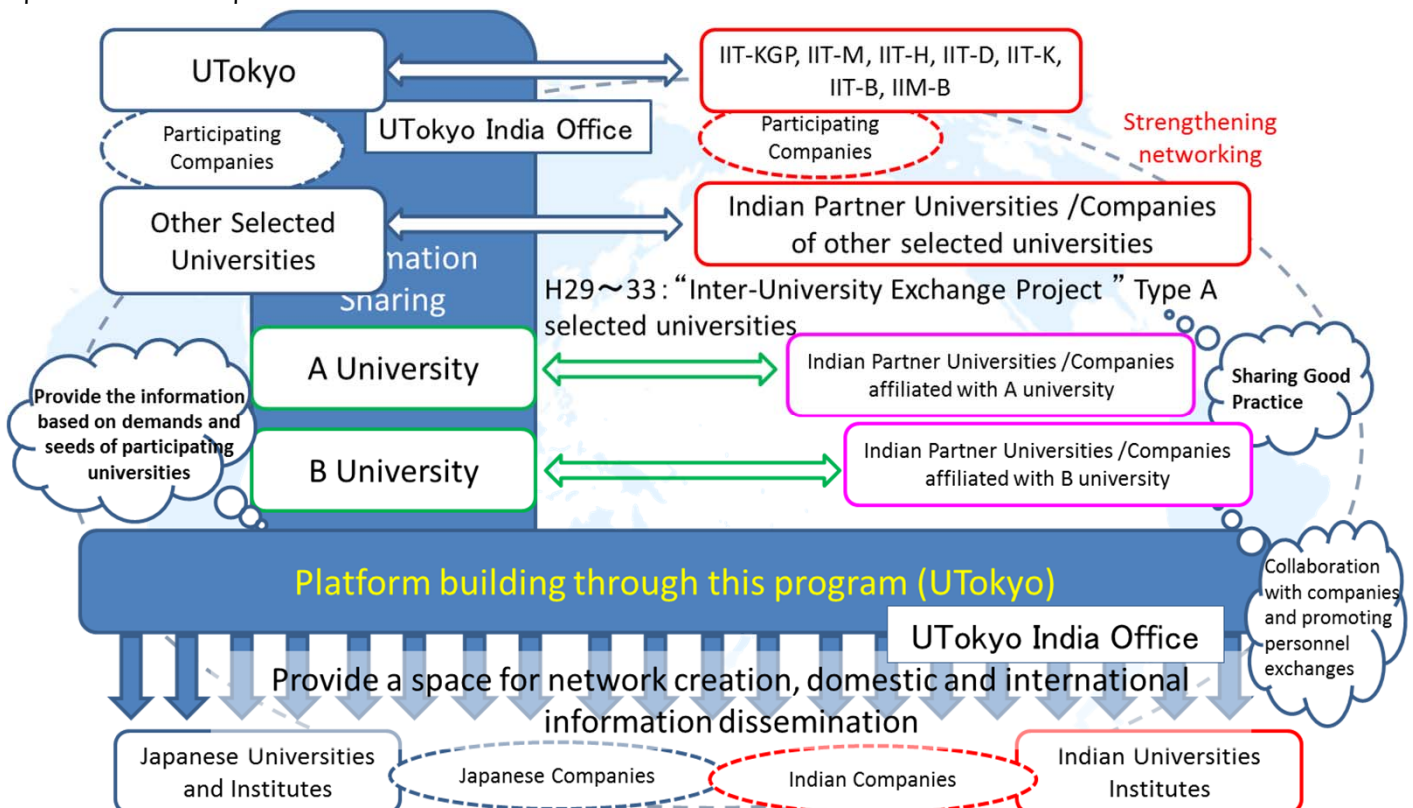 UTokyo
IIT-KGP, IIT-M, IIT-H, IIT-D, IIT-K,
IIT-B, IIM-B
UTokyo India Office
Participating
Companies
Participating
Companies
Strengthening
networking
Other Selected
Universities
Indian Partner Universities /Companies
of other selected universities
mation
Sharing
H29～33：“Inter-University Exchange Project ” Type A
selected universities
A University
Indian Partner Universities /Companies
affiliated with A university
Sharing Good
Practice
Provide the information
based on demands and
seeds of participating
universities
B University
Indian Partner Universities /Companies
affiliated with B university
Platform building through this program (UTokyo)
Collaboration
with companies
and promoting
personnel
exchanges
UTokyo India Office
Provide a space for network creation, domestic and international
information dissemination
Japanese Universities
and Institutes
Japanese Companies
Indian Companies
Indian Universities
Institutes